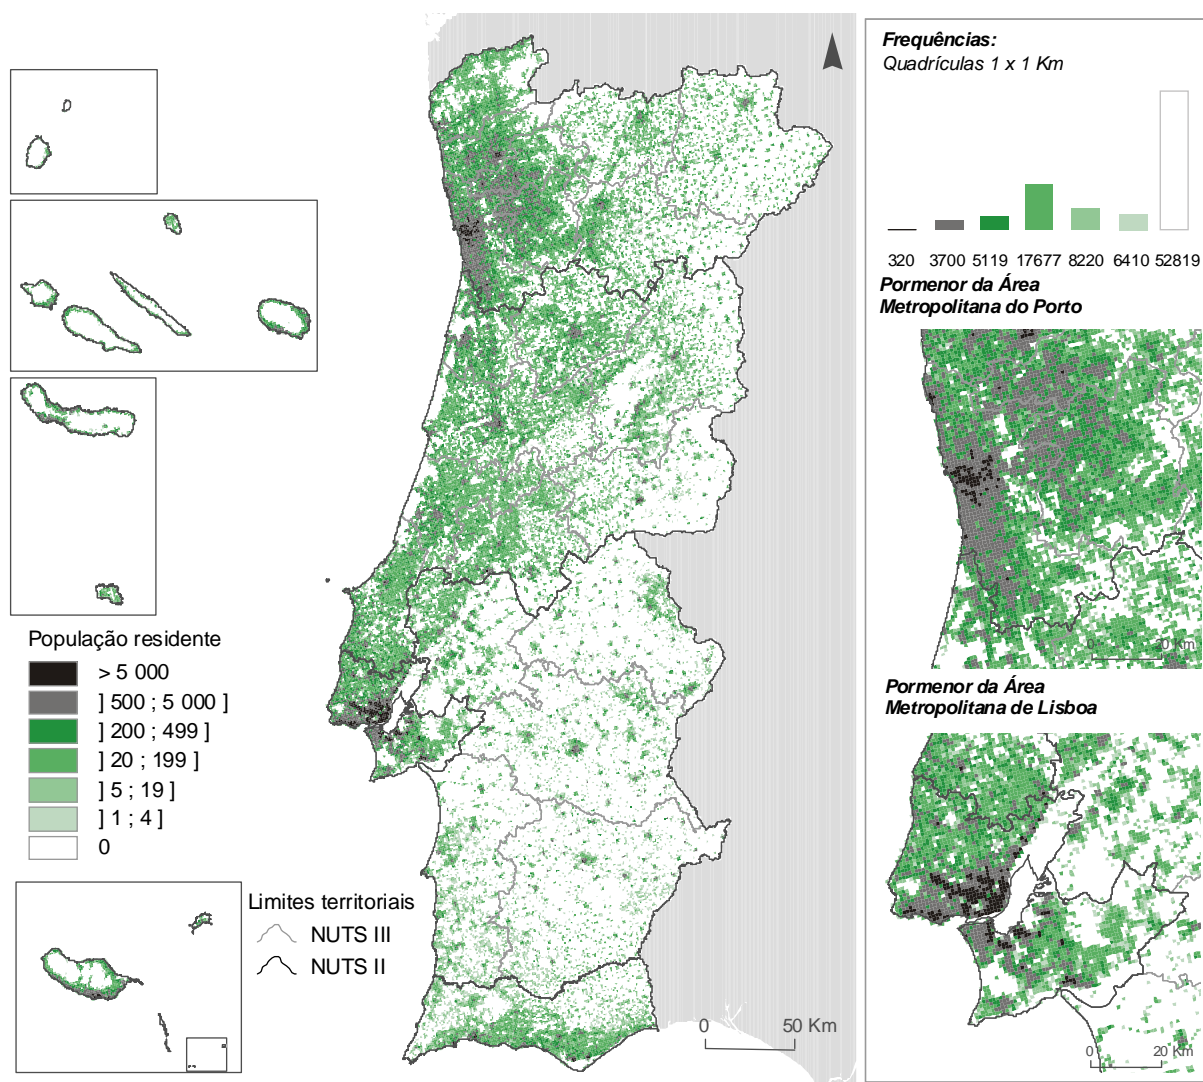 Frequências:
Quadrículas 1 x 1 Km
320 3700 5119 17677 8220 6410 52819
Pormenor da Área
Metropolitana do Porto
0 20 Km
Pormenor da Área
Metropolitana de Lisboa
0 20 Km
População residente
> 5 000
] 500 ; 5 000 ]
] 200 ; 499 ]
] 20 ; 199 ]
] 5 ; 19 ]
] 1 ; 4 ]
0
Limites territoriais
NUTS III
NUTS II
0 50 Km